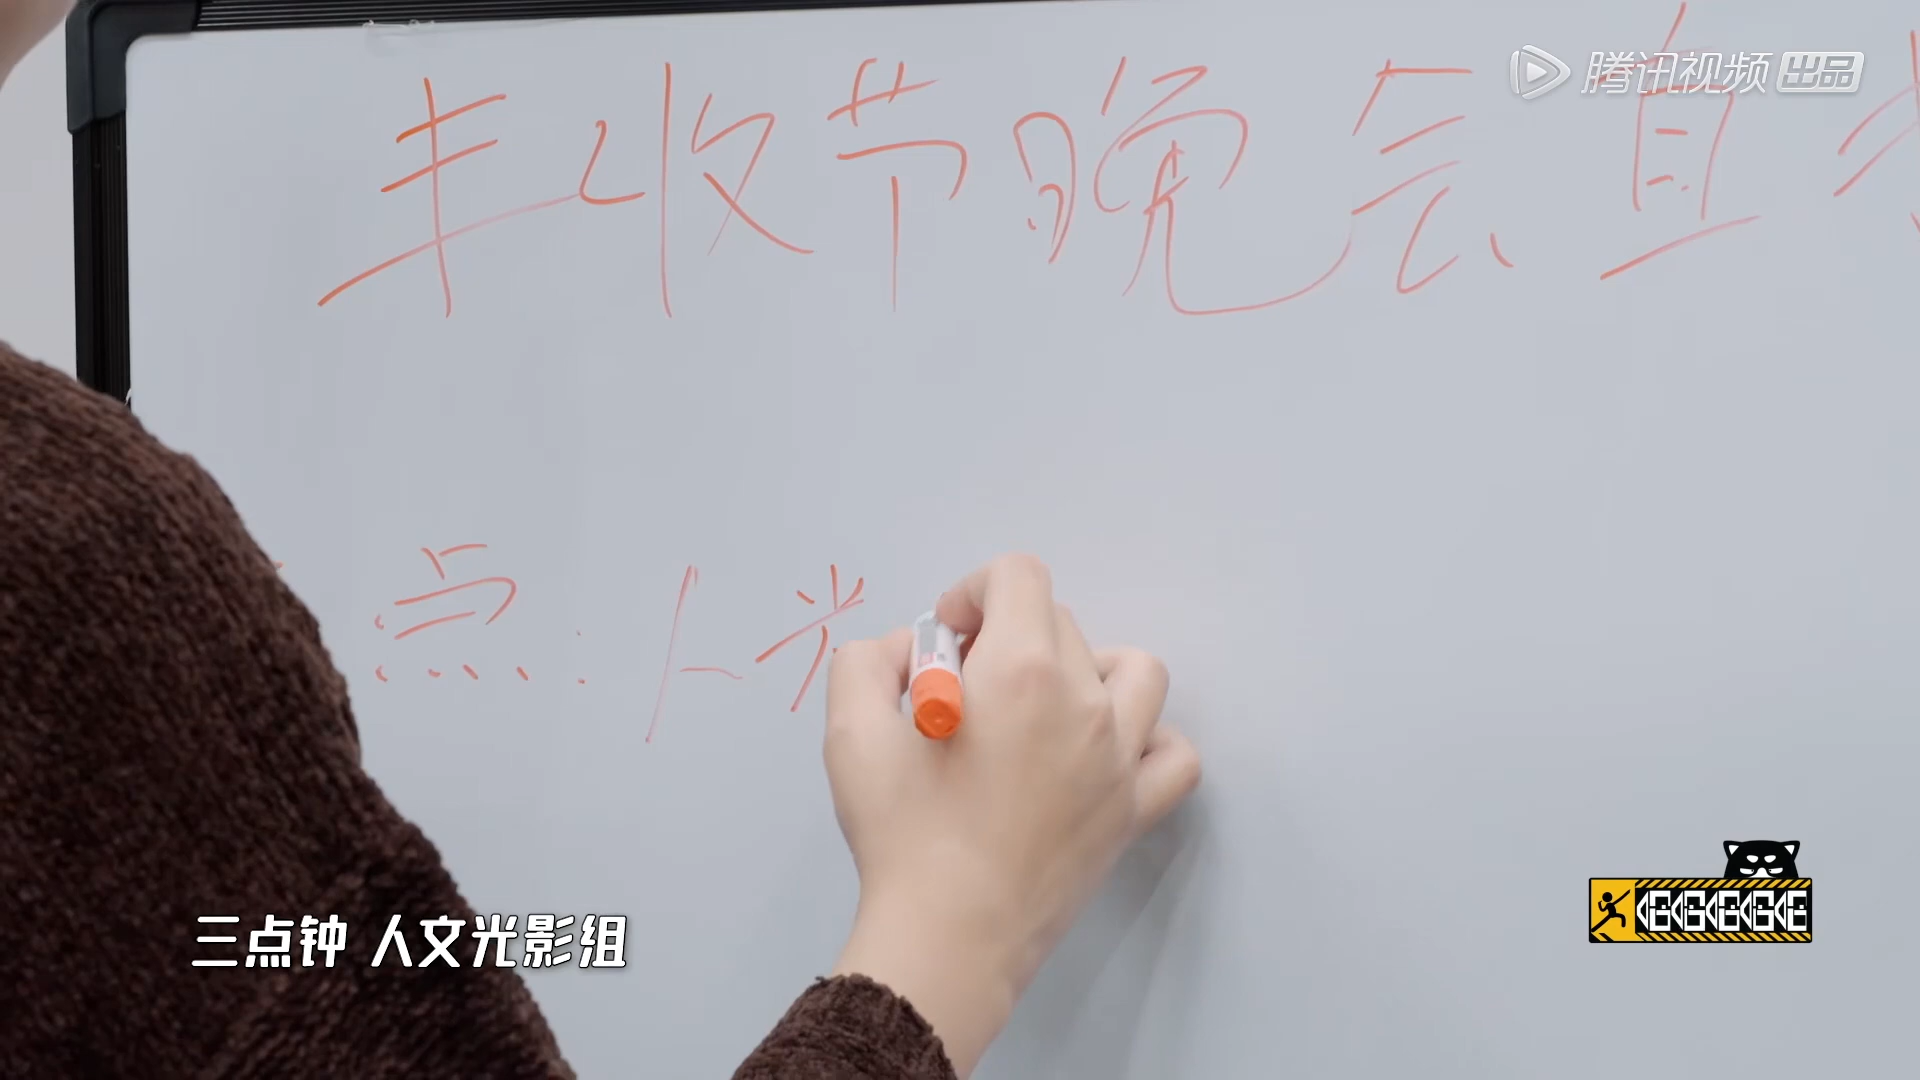 腾讯视频 出品
丰收节晚会直
点:人光
三点钟 人文光影组